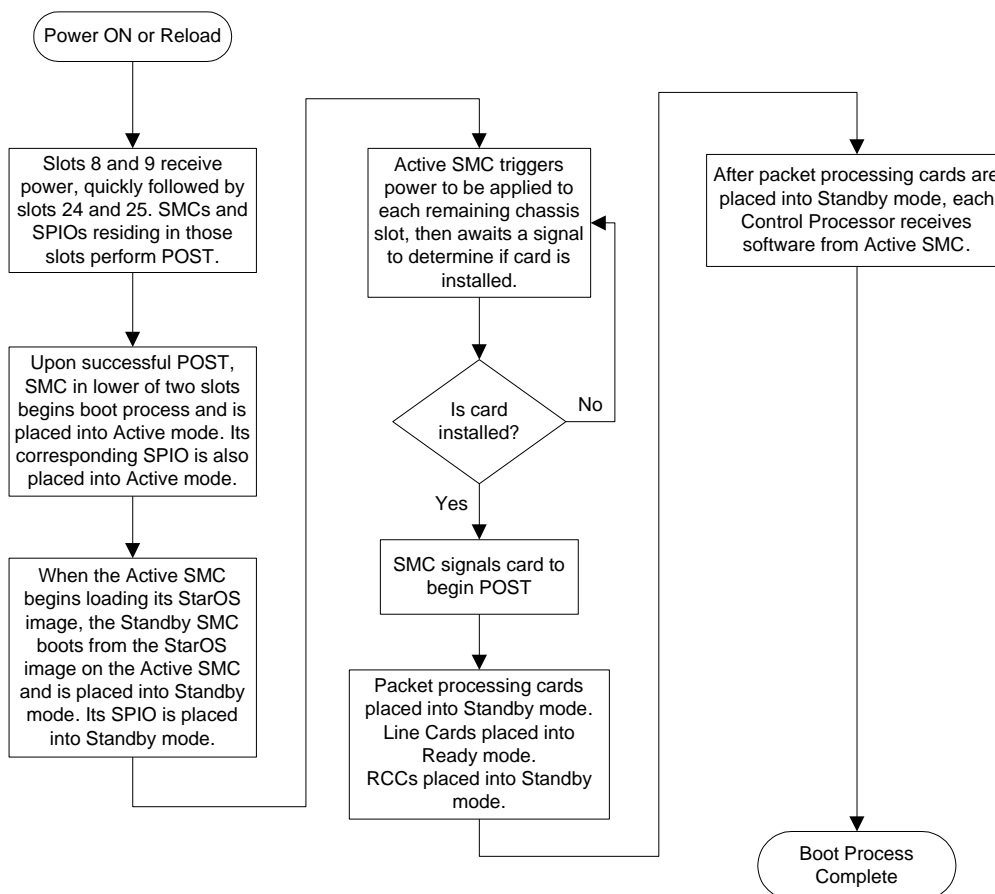 Power ON or Reload
Slots 8 and 9 receive
power, quickly followed by
slots 24 and 25. SMCs and
SPIOs residing in those
slots perform POST.
Upon successful POST,
SMC in lower of two slots
begins boot process and is
placed into Active mode. Its
corresponding SPIO is also
placed into Active mode.
When the Active SMC
begins loading its StarOS
image, the Standby SMC
boots from the StarOS
image on the Active SMC
and is placed into Standby
mode. Its SPIO is placed
into Standby mode.
Active SMC triggers
power to be applied to
each remaining chassis
slot, then awaits a signal
to determine if card is
installed.
Is card
installed?
No
Yes
SMC signals card to
begin POST
Packet processing cards
placed into Standby mode.
Line Cards placed into
Ready mode.
RCCs placed into Standby
mode.
After packet processing cards are
placed into Standby mode, each
Control Processor receives
software from Active SMC.
Boot Process
Complete